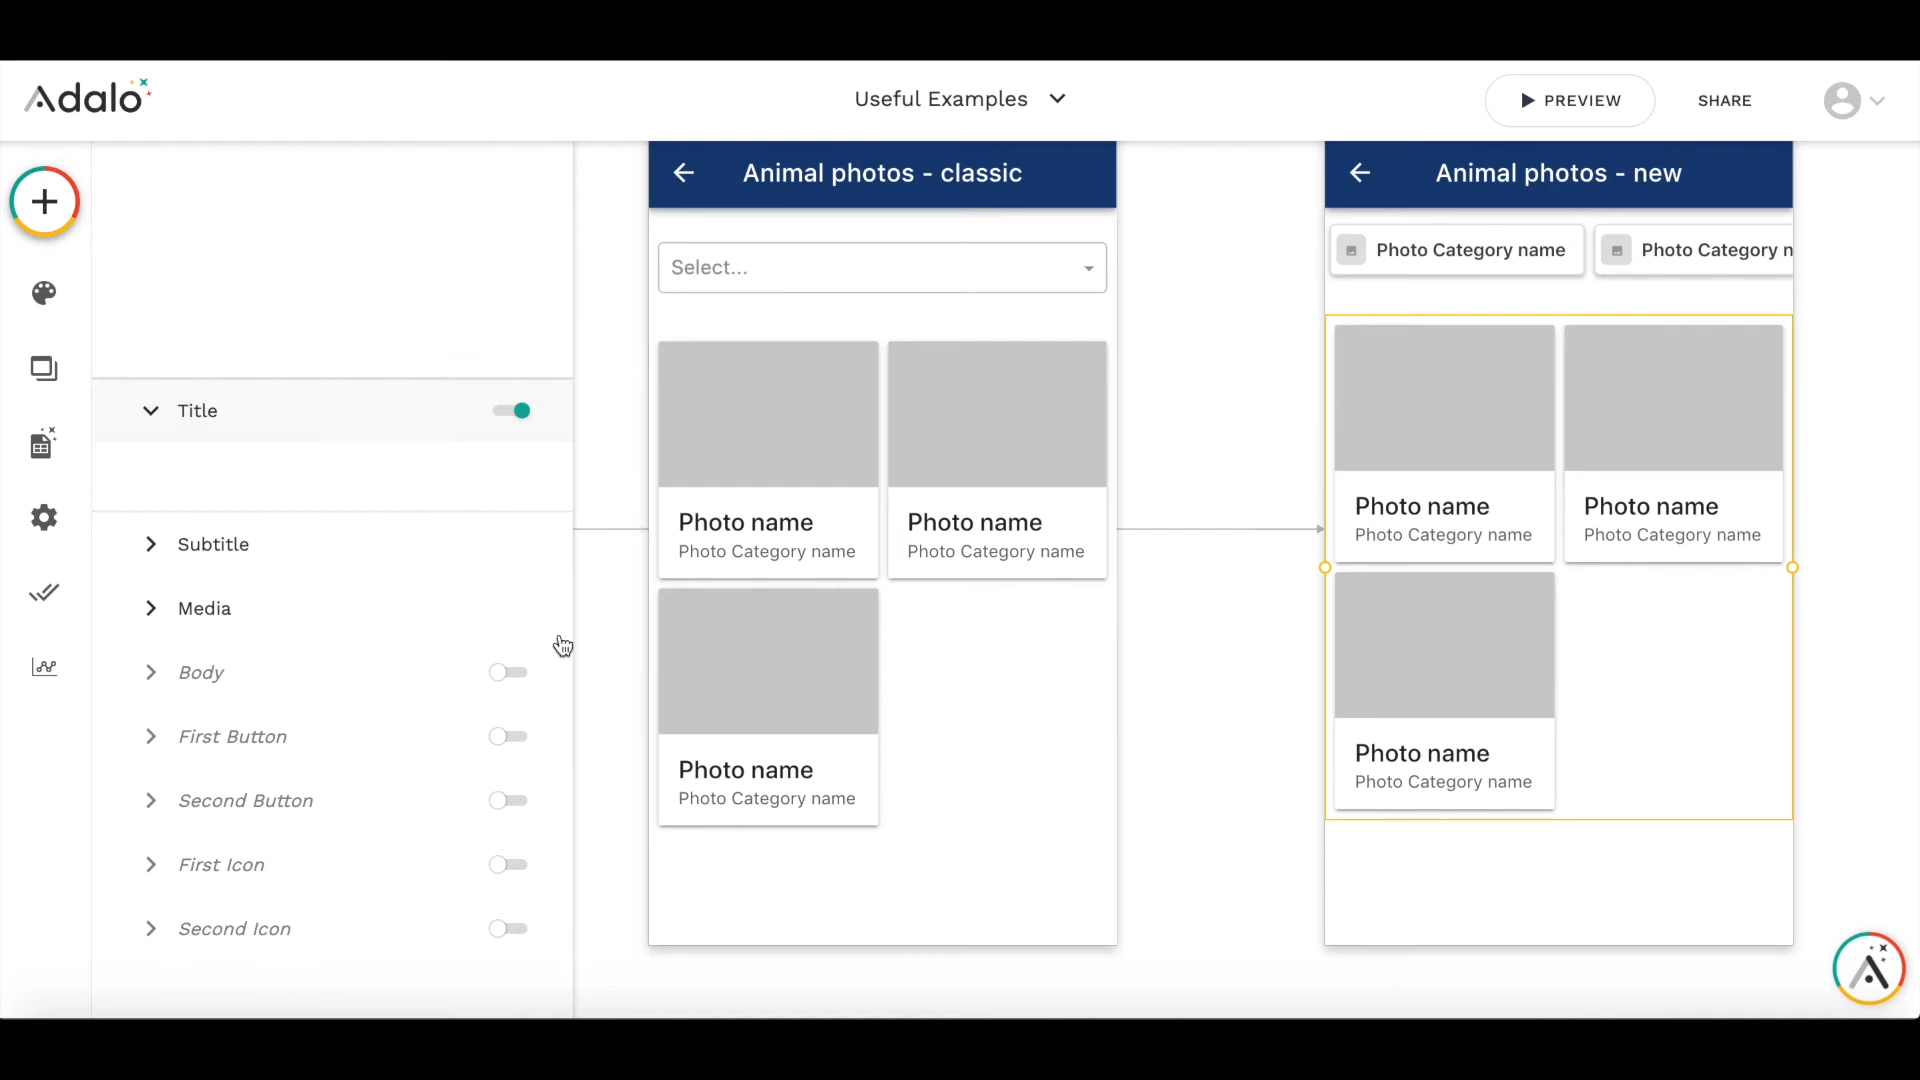 Adalo
Useful Examples
PREVIEW
SHARE
Title
Subtitle
Media
Body
First Button
Second Button
First Icon
Second Icon
Animal photos - classic
Select...
Photo name
Photo Category name
Photo name
Photo Category name
Photo name
Photo Category name
Animal photos - new
Photo Category name
Photo Category n
Photo name
Photo Category name
Photo name
Photo Category name
Photo name
Photo Category name